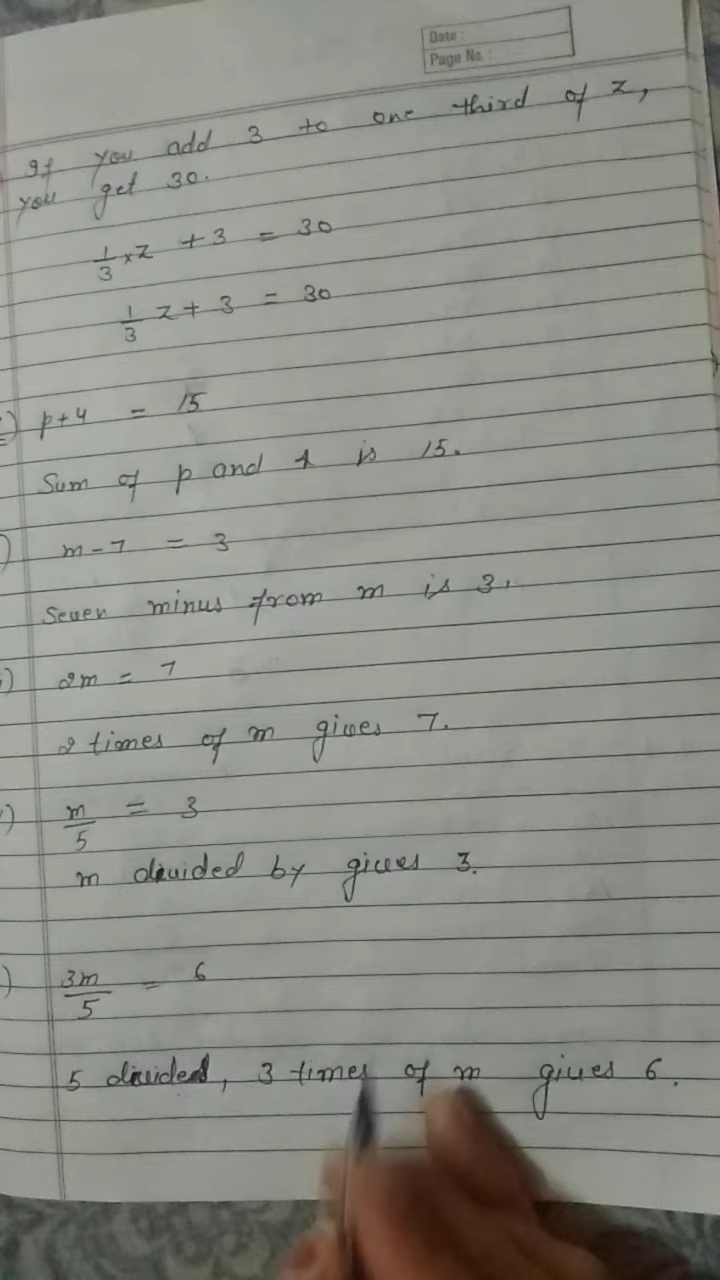 Date :
Page No. :
If you add 3 to one third of z,
you get 30.
1/3 × z + 3 = 30
1/3 z + 3 = 30
p + 4 = 15
Sum of p and 4 is 15.
m - 7 = 3
Seven minus from m is 3.
2m = 7
2 times of m gives 7.
m/5 = 3
m divided by gives 3.
3m/5 = 6
5 divided, 3 times of m gives 6.